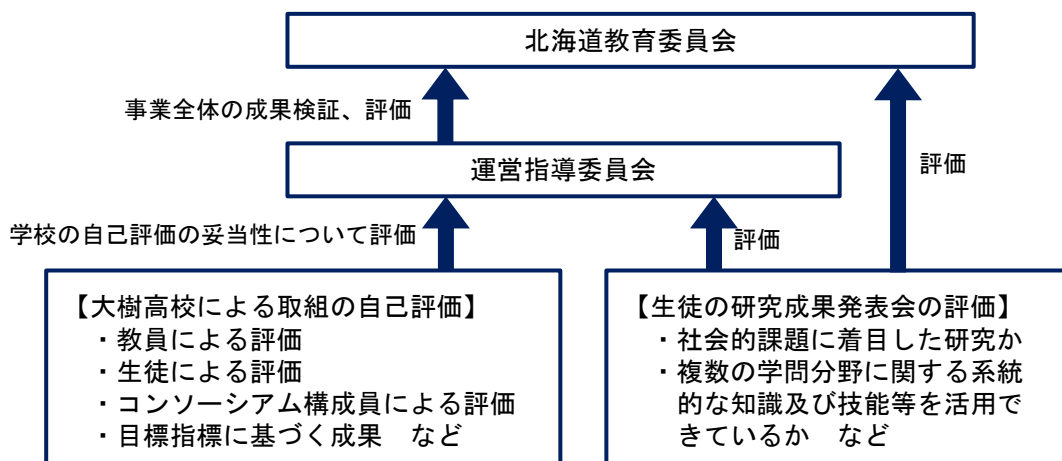 北海道教育委員会
事業全体の成果検証、評価
運営指導委員会
評価
学校の自己評価の妥当性について評価
評価
【大樹高校による取組の自己評価】
・教員による評価
・生徒による評価
・コンソーシアム構成員による評価
・目標指標に基づく成果　など
【生徒の研究成果発表会の評価】
・社会的課題に着目した研究か
・複数の学問分野に関する系統
的な知識及び技能等を活用で
きているか　など